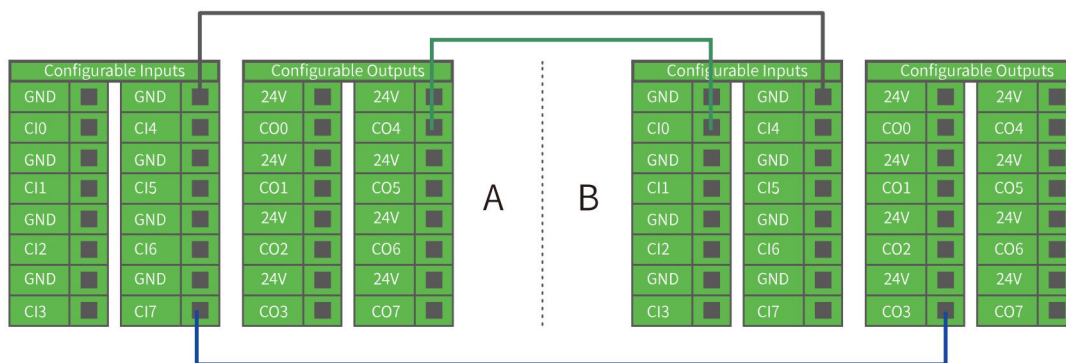 Configurable Inputs Configurable Outputs Configurable Inputs Configurable Outputs
GND GND 24V 24V GND GND 24V 24V
CI0 CI4 CO0 CO4 CI0 CI4 CO0 CO4
GND GND 24V 24V GND GND 24V 24V
CI1 CI5 CO1 CO5 A B CI1 CI5 CO1 CO5
GND GND 24V 24V GND GND 24V 24V
CI2 CI6 CO2 CO6 CI2 CI6 CO2 CO6
GND GND 24V 24V GND GND 24V 24V
CI3 CI7 CO3 CO7 CI3 CI7 CO3 CO7